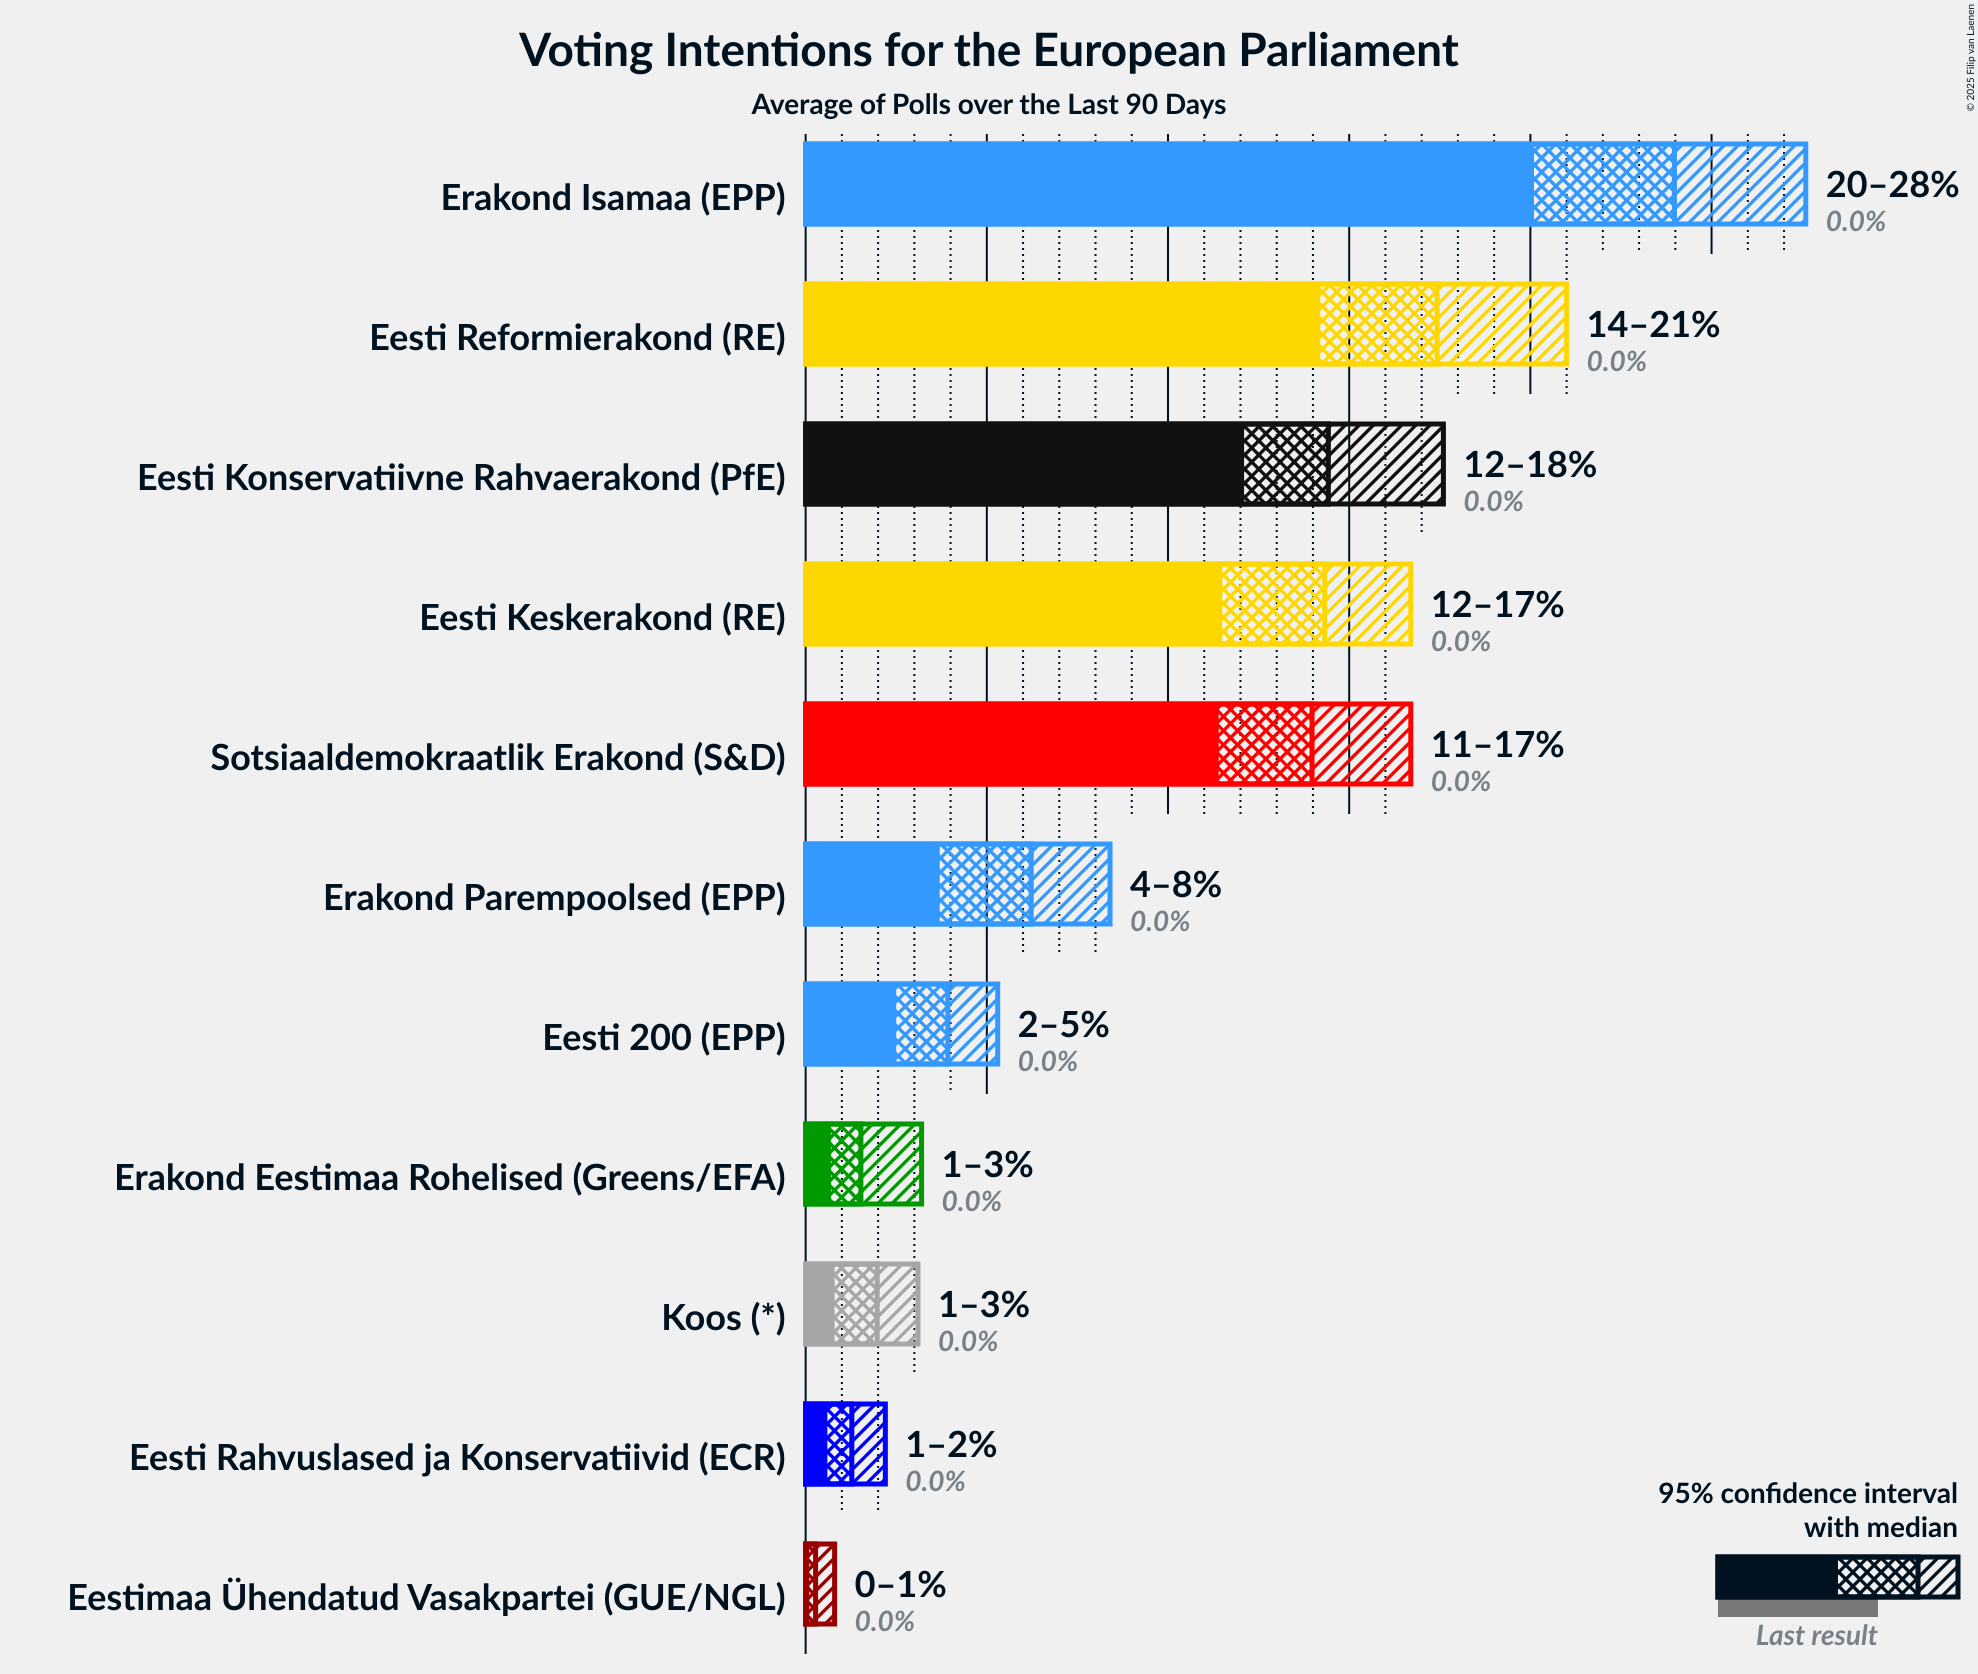 Voting Intentions for the European Parliament
Average of Polls over the Last 90 Days
© 2025 Filip van Laenen
Erakond Isamaa (EPP)
20–28%
0.0%
Eesti Reformierakond (RE)
14–21%
0.0%
Eesti Konservatiivne Rahvaerakond (PfE)
12–18%
0.0%
Eesti Keskerakond (RE)
12–17%
0.0%
Sotsiaaldemokraatlik Erakond (S&D)
11–17%
0.0%
Erakond Parempoolsed (EPP)
4–8%
0.0%
Eesti 200 (EPP)
2–5%
0.0%
Erakond Eestimaa Rohelised (Greens/EFA)
1–3%
0.0%
Koos (*)
1–3%
0.0%
Eesti Rahvuslased ja Konservatiivid (ECR)
1–2%
0.0%
Eestimaa Ühendatud Vasakpartei (GUE/NGL)
0–1%
0.0%
95% confidence interval
with median
Last result